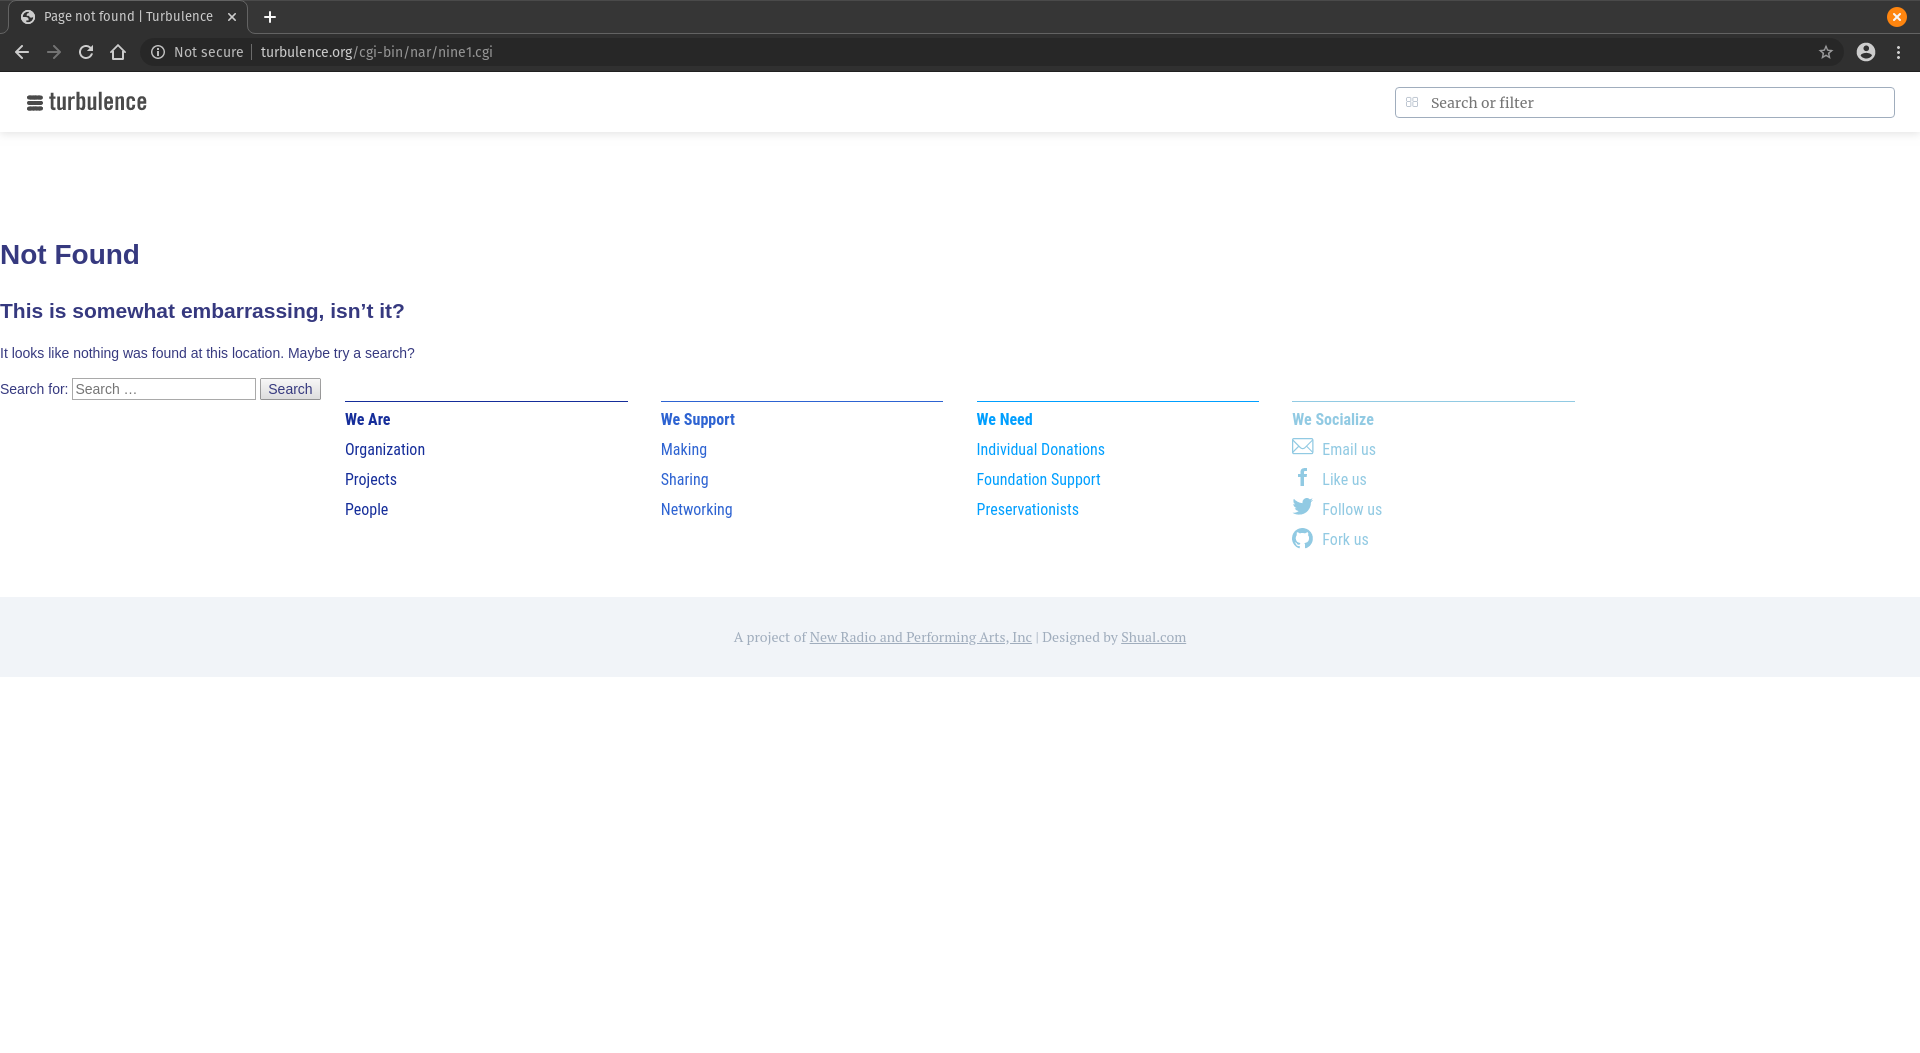 Page not found | Turbulence
Not secure | turbulence.org/cgi-bin/nar/nine1.cgi
turbulence
Search or filter
Not Found
This is somewhat embarrassing, isn’t it?
It looks like nothing was found at this location. Maybe try a search?
Search for: Search … Search
We Are
Organization
Projects
People
We Support
Making
Sharing
Networking
We Need
Individual Donations
Foundation Support
Preservationists
We Socialize
Email us
Like us
Follow us
Fork us
A project of New Radio and Performing Arts, Inc | Designed by Shual.com